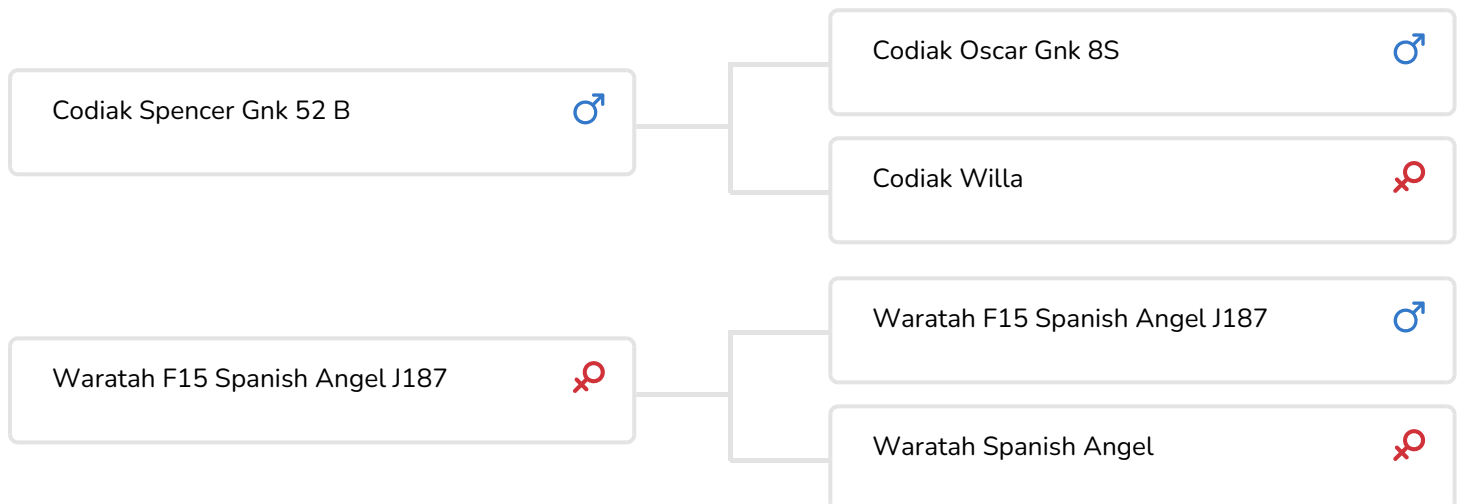 Codiak Oscar Gnk 8S
Codiak Spencer Gnk 52 B
Codiak Willa
Waratah F15 Spanish Angel J187
Waratah F15 Spanish Angel J187
Waratah Spanish Angel